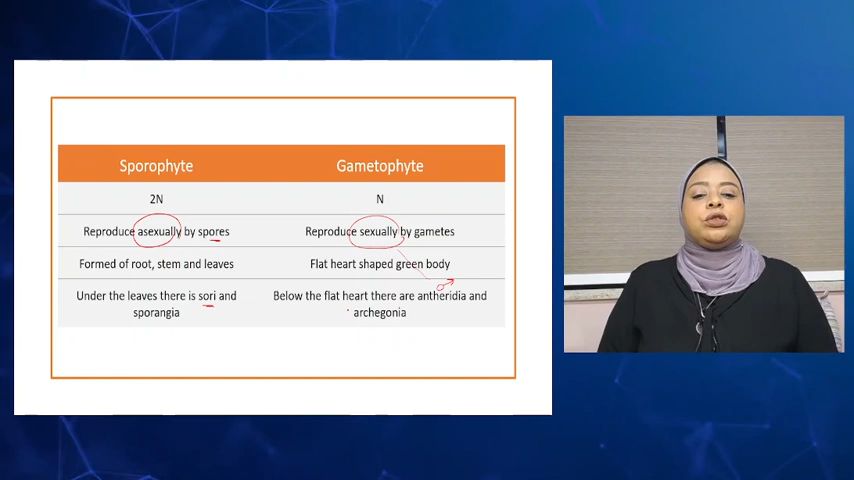 Sporophyte Gametophyte
2N N
Reproduce asexually by spores Reproduce sexually by gametes
Formed of root, stem and leaves Flat heart shaped green body
Under the leaves there is sori and Below the flat heart there are antheridia and
sporangia archegonia